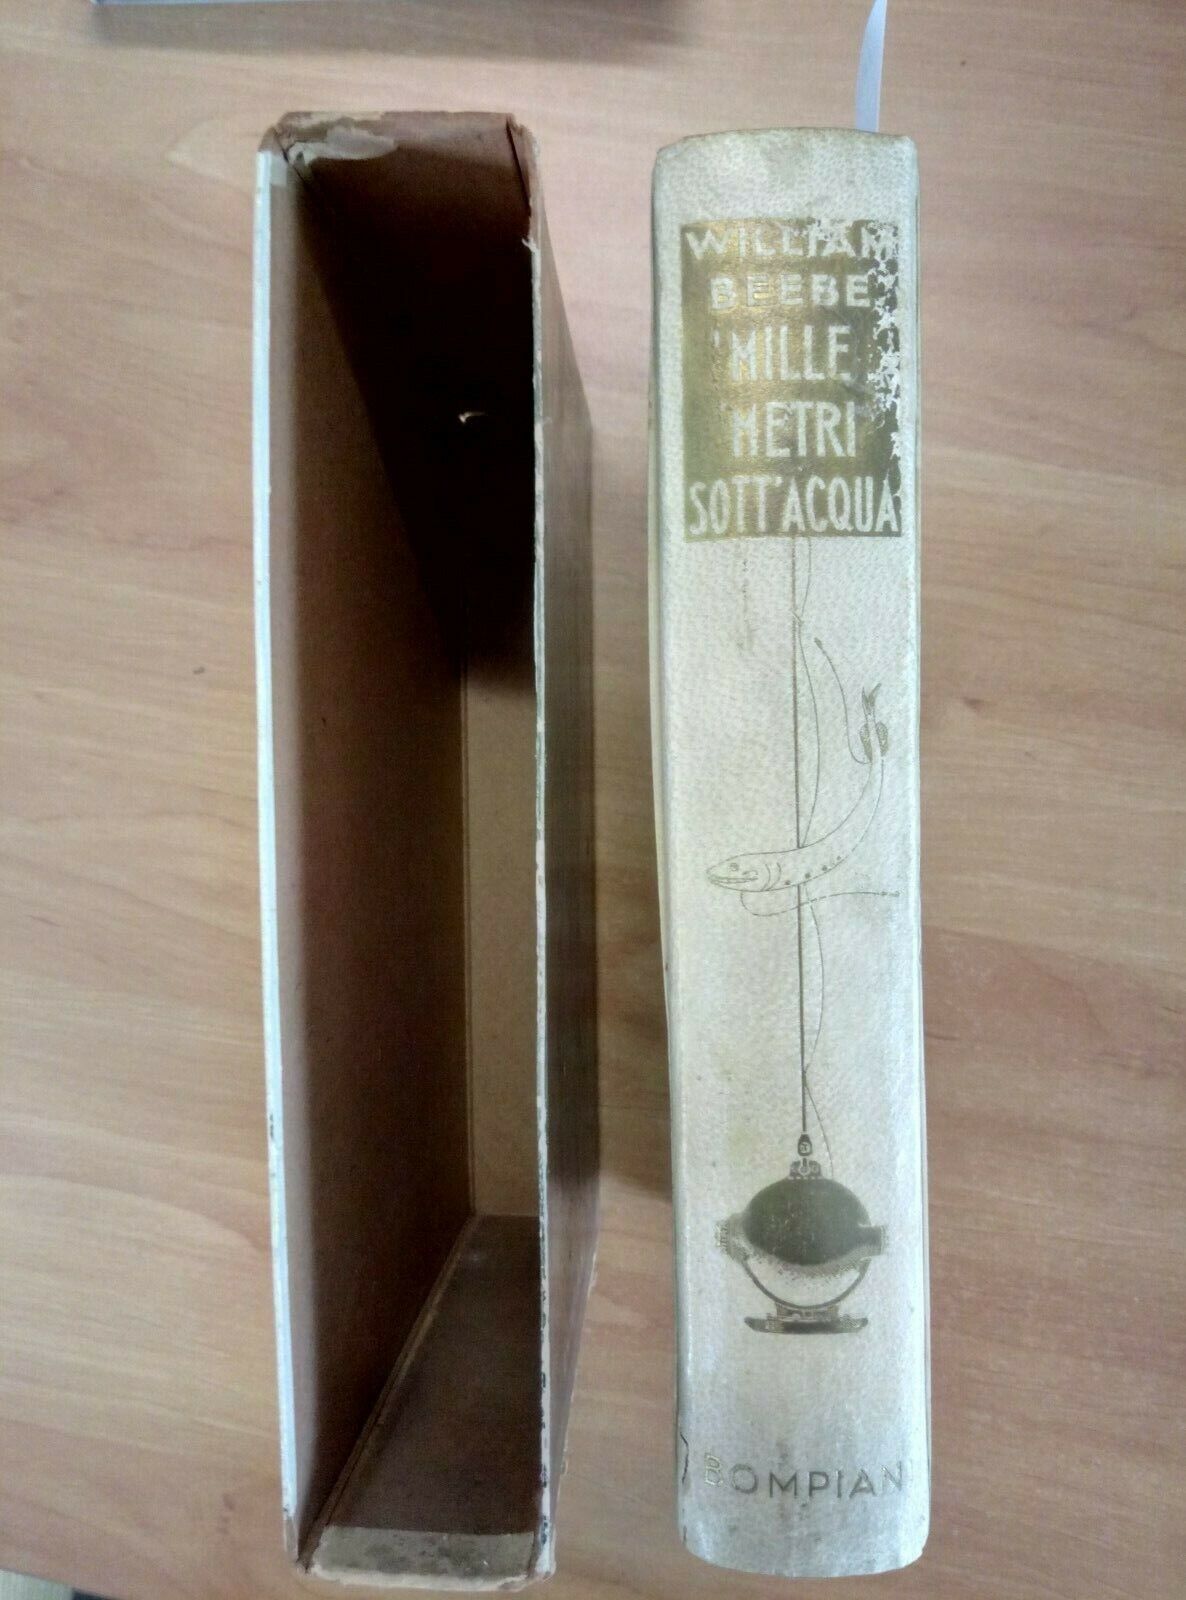 WILLIAM
BEEBE
MILLE
METRI
SOTT'ACQUA
BOMPIANI